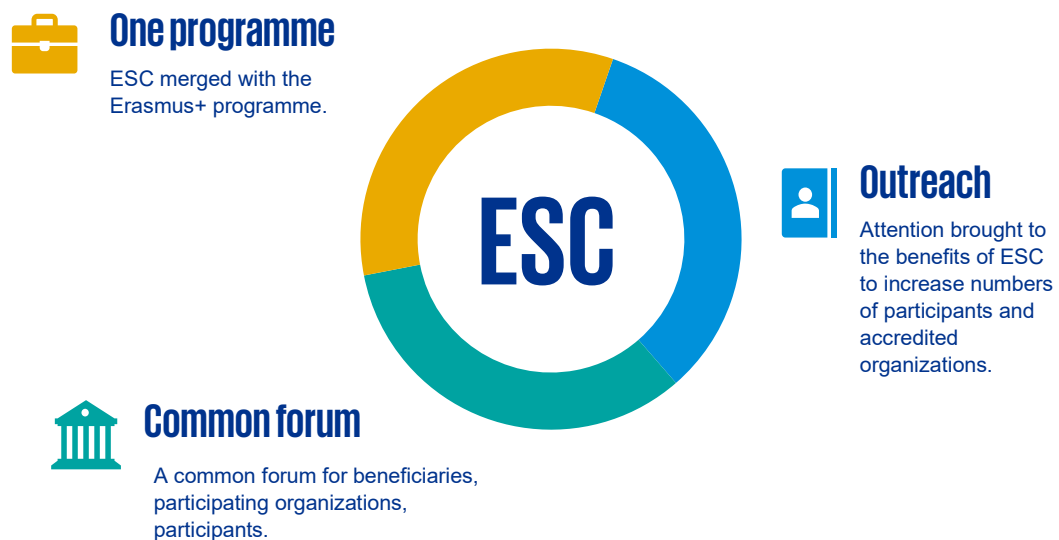 One programme
ESC merged with the
Erasmus+ programme.
ESC
Outreach
Attention brought to
the benefits of ESC
to increase numbers
of participants and
accredited
organizations.
Common forum
A common forum for beneficiaries,
participating organizations,
participants.